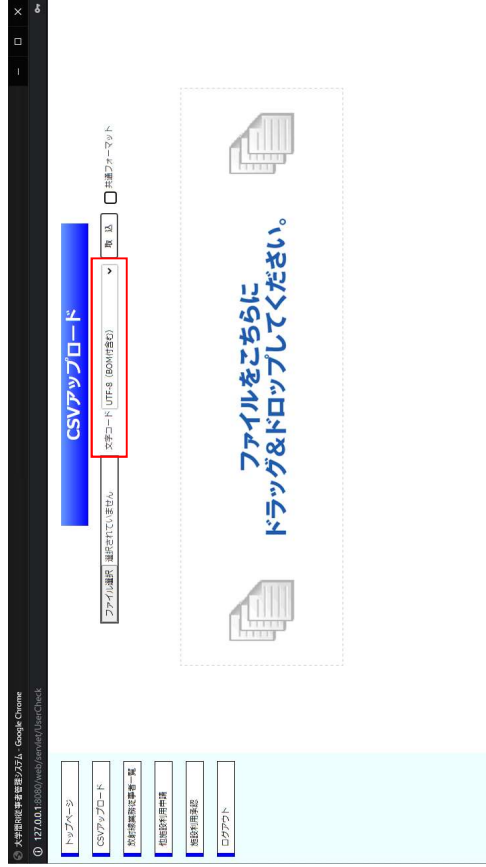 大学間RI従事者管理システム - Google Chrome
127.0.0.1:8080/web/servlet/UserCheck
トップページ
CSVアップロード
放射線業務従事者一覧
他施設利用申請
施設利用承認
ログアウト
CSVアップロード
ファイル選択 選択されていません 文字コード UTF-8（BOM付含む） 取 込 共通フォーマット
ファイルをこちらに
ドラッグ&ドロップしてください。